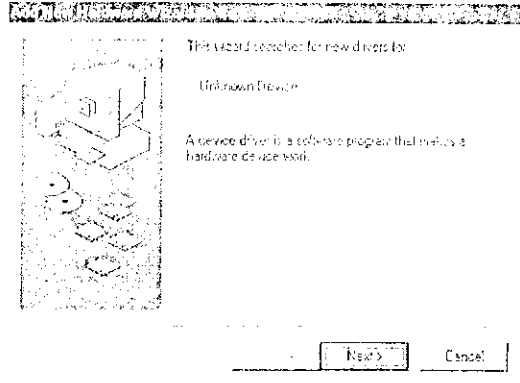 This wizard searches for new drivers for:
Unknown Device
A device driver is a software program that makes a
hardware device work.
Next >
Cancel